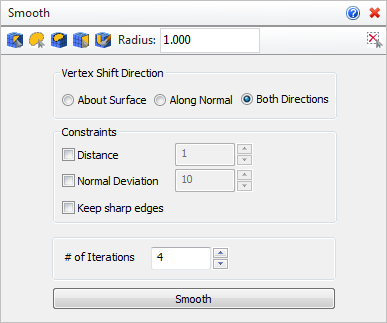 Smooth
Radius: 1.000
Vertex Shift Direction
About Surface Along Normal Both Directions
Constraints
Distance 1
Normal Deviation 10
Keep sharp edges
# of Iterations 4
Smooth